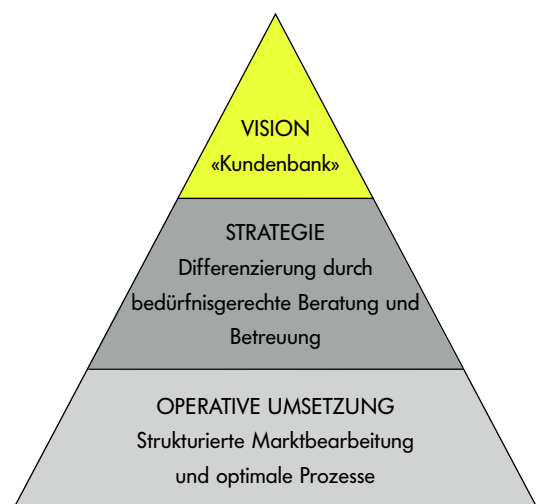 VISION
«Kundenbank»
STRATEGIE
Differenzierung durch
bedürfnisgerechte Beratung und
Betreuung
OPERATIVE UMSETZUNG
Strukturierte Marktbearbeitung
und optimale Prozesse